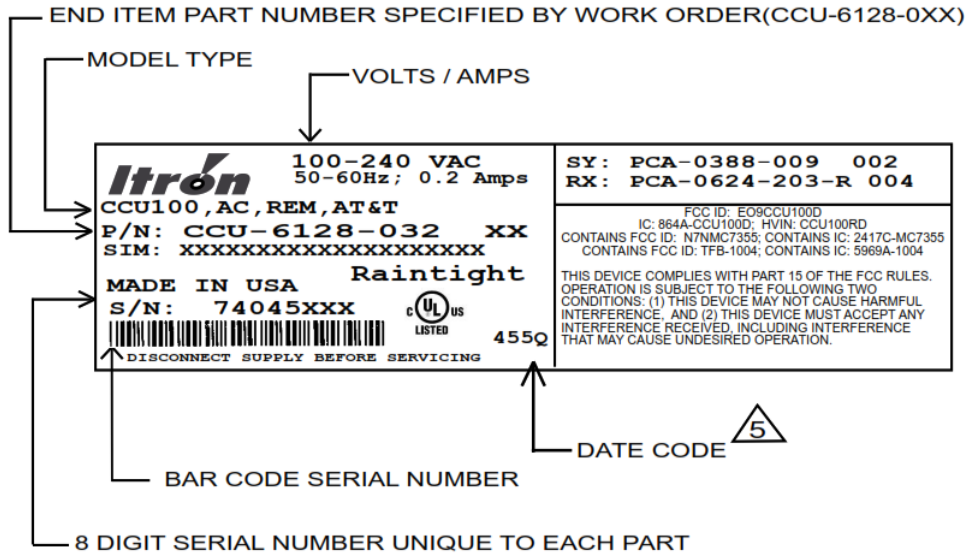 END ITEM PART NUMBER SPECIFIED BY WORK ORDER(CCU-6128-0XX)
MODEL TYPE
VOLTS / AMPS
Itron
100-240 VAC
50-60Hz; 0.2 Amps
CCU100,AC,REM,AT&T
P/N: CCU-6128-032 XX
SIM: XXXXXXXXXXXXXXXXXXXX
Raintight
MADE IN USA
S/N: 74045XXX
C UL US
LISTED
455Q
DISCONNECT SUPPLY BEFORE SERVICING
SY: PCA-0388-009 002
RX: PCA-0624-203-R 004
FCC ID: EO9CCU100D
IC: 864A-CCU100D; HVIN: CCU100RD
CONTAINS FCC ID: N7NMC7355; CONTAINS IC: 2417C-MC7355
CONTAINS FCC ID: TFB-1004; CONTAINS IC: 5969A-1004
THIS DEVICE COMPLIES WITH PART 15 OF THE FCC RULES.
OPERATION IS SUBJECT TO THE FOLLOWING TWO
CONDITIONS: (1) THIS DEVICE MAY NOT CAUSE HARMFUL
INTERFERENCE, AND (2) THIS DEVICE MUST ACCEPT ANY
INTERFERENCE RECEIVED, INCLUDING INTERFERENCE
THAT MAY CAUSE UNDESIRED OPERATION.
DATE CODE
5
BAR CODE SERIAL NUMBER
8 DIGIT SERIAL NUMBER UNIQUE TO EACH PART